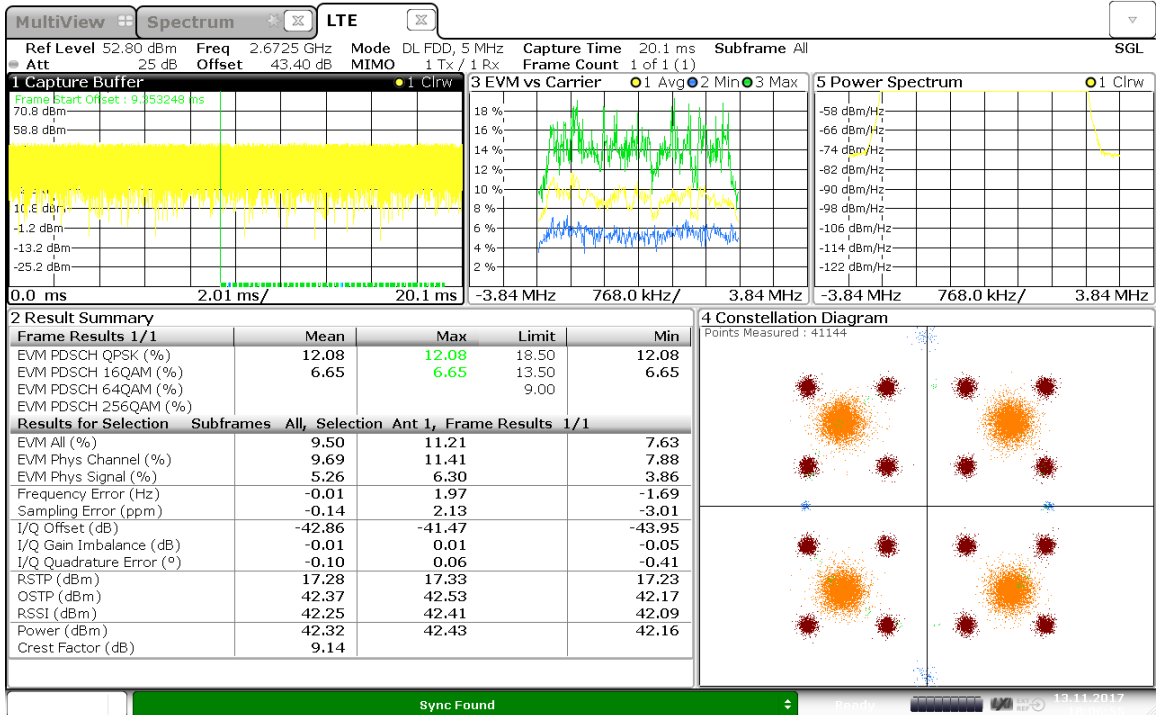 MultiView Spectrum LTE
Ref Level 52.80 dBm Freq 2.6725 GHz Mode DL FDD, 5 MHz Capture Time 20.1 ms Subframe All SGL
Att 25 dB Offset 43.40 dB MIMO 1 Tx / 1 Rx Frame Count 1 of 1 (1)
1 Capture Buffer 1 Clrw
Frame Start Offset : 9.353248 ms
70.8 dBm
58.8 dBm
10.8 dBm
-1.2 dBm
-13.2 dBm
-25.2 dBm
0.0 ms 2.01 ms/ 20.1 ms
3 EVM vs Carrier 1 Avg 2 Min 3 Max
18 %
16 %
14 %
12 %
10 %
8 %
6 %
4 %
2 %
-3.84 MHz 768.0 kHz/ 3.84 MHz
5 Power Spectrum 1 Clrw
-58 dBm/Hz
-66 dBm/Hz
-74 dBm/Hz
-82 dBm/Hz
-90 dBm/Hz
-98 dBm/Hz
-106 dBm/Hz
-114 dBm/Hz
-122 dBm/Hz
-3.84 MHz 768.0 kHz/ 3.84 MHz
2 Result Summary
Frame Results 1/1 Mean Max Limit Min
EVM PDSCH QPSK (%) 12.08 12.08 18.50 12.08
EVM PDSCH 16QAM (%) 6.65 6.65 13.50 6.65
EVM PDSCH 64QAM (%) 9.00
EVM PDSCH 256QAM (%)
Results for Selection Subframes All, Selection Ant 1, Frame Results 1/1
EVM All (%) 9.50 11.21 7.63
EVM Phys Channel (%) 9.69 11.41 7.88
EVM Phys Signal (%) 5.26 6.30 3.86
Frequency Error (Hz) -0.01 1.97 -1.69
Sampling Error (ppm) -0.14 2.13 -3.01
I/Q Offset (dB) -42.86 -41.47 -43.95
I/Q Gain Imbalance (dB) -0.01 0.01 -0.05
I/Q Quadrature Error (º) -0.10 0.06 -0.41
RSTP (dBm) 17.28 17.33 17.23
OSTP (dBm) 42.37 42.53 42.17
RSSI (dBm) 42.25 42.41 42.09
Power (dBm) 42.32 42.43 42.16
Crest Factor (dB) 9.14
4 Constellation Diagram
Points Measured : 41144
Sync Found
Ready
LXI
EXT
REF
13.11.2017